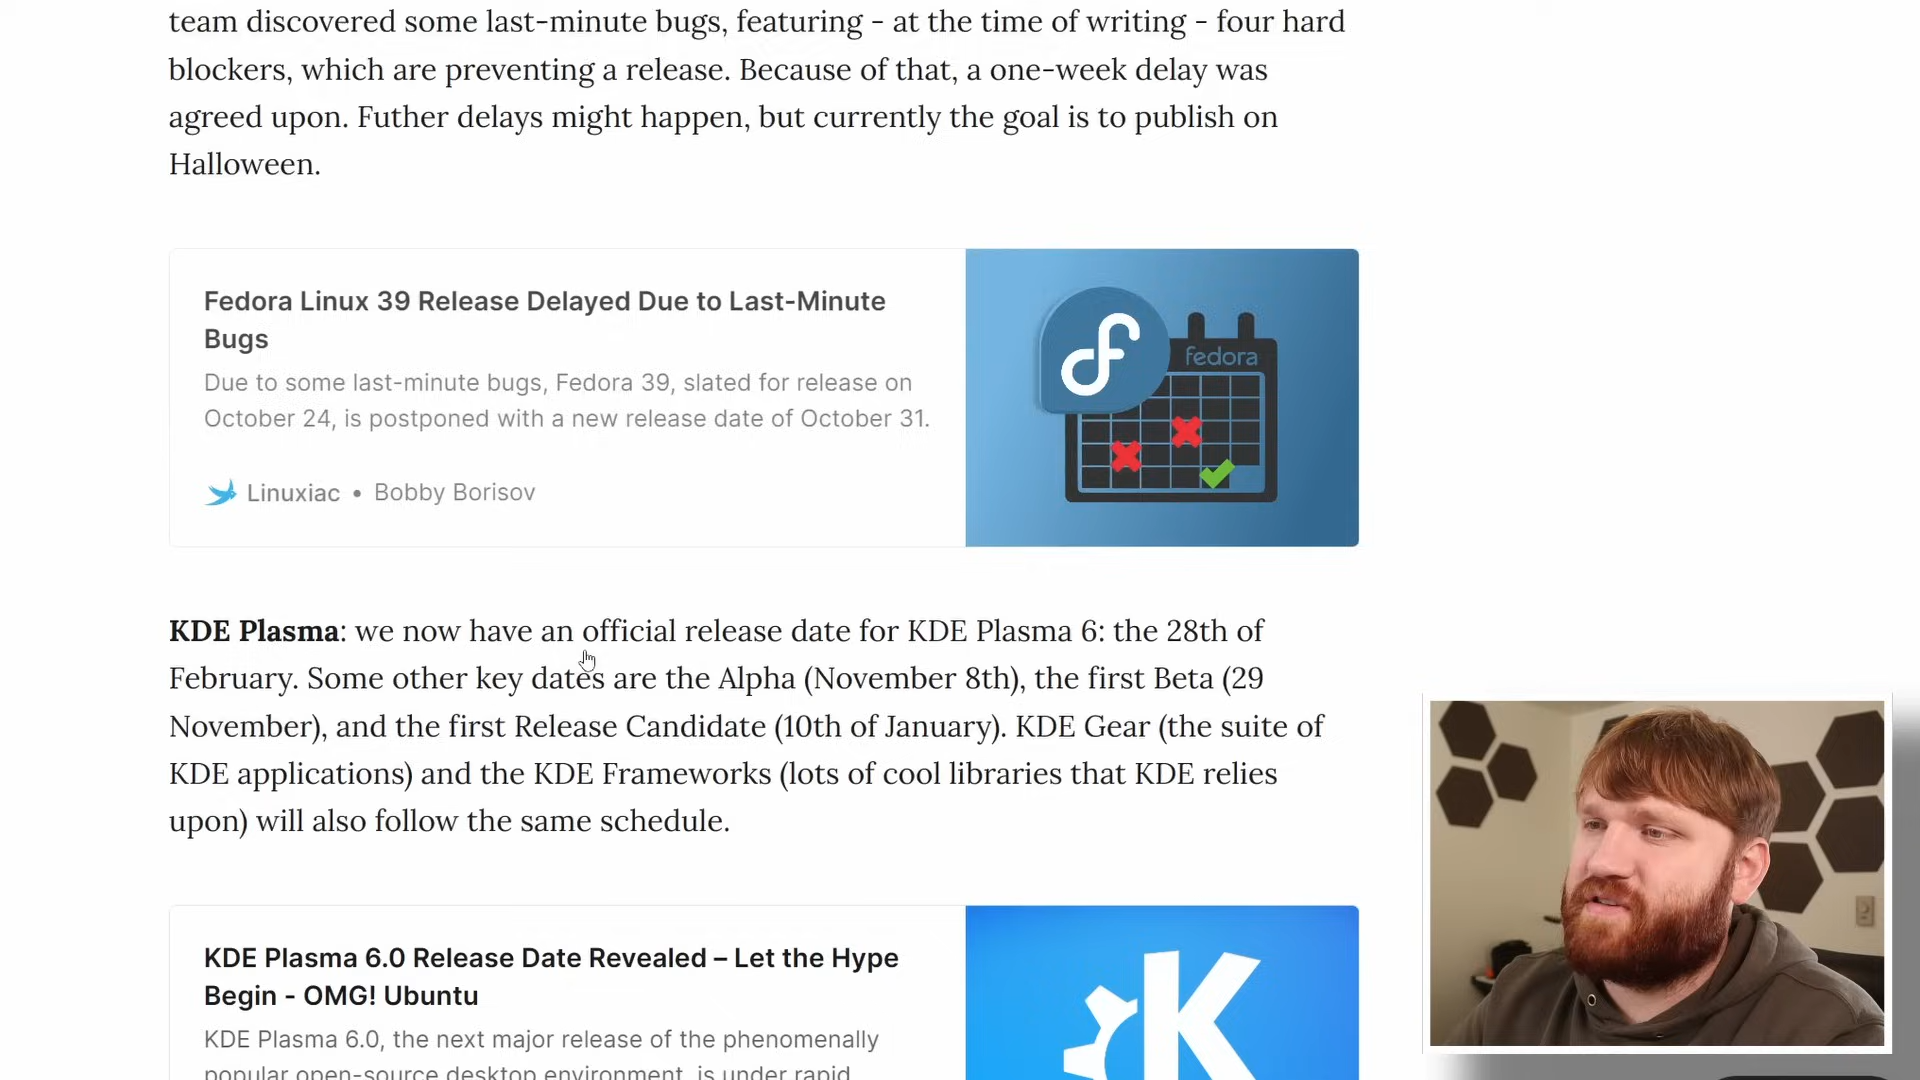 team discovered some last-minute bugs, featuring - at the time of writing - four hard
blockers, which are preventing a release. Because of that, a one-week delay was
agreed upon. Futher delays might happen, but currently the goal is to publish on
Halloween.
Fedora Linux 39 Release Delayed Due to Last-Minute
Bugs
Due to some last-minute bugs, Fedora 39, slated for release on
October 24, is postponed with a new release date of October 31.
Linuxiac • Bobby Borisov
fedora
KDE Plasma: we now have an official release date for KDE Plasma 6: the 28th of
February. Some other key dates are the Alpha (November 8th), the first Beta (29
November), and the first Release Candidate (10th of January). KDE Gear (the suite of
KDE applications) and the KDE Frameworks (lots of cool libraries that KDE relies
upon) will also follow the same schedule.
KDE Plasma 6.0 Release Date Revealed – Let the Hype
Begin - OMG! Ubuntu
KDE Plasma 6.0, the next major release of the phenomenally
popular open-source desktop environment, is under rapid
K